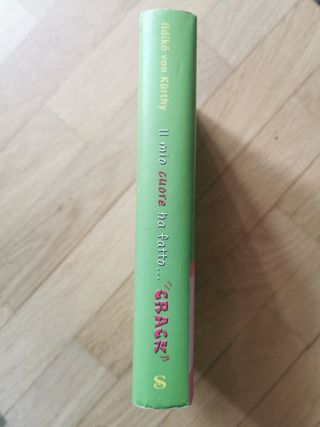 Ildikó von Kürthy
Il mio cuore ha fatto... "CRACK"
S